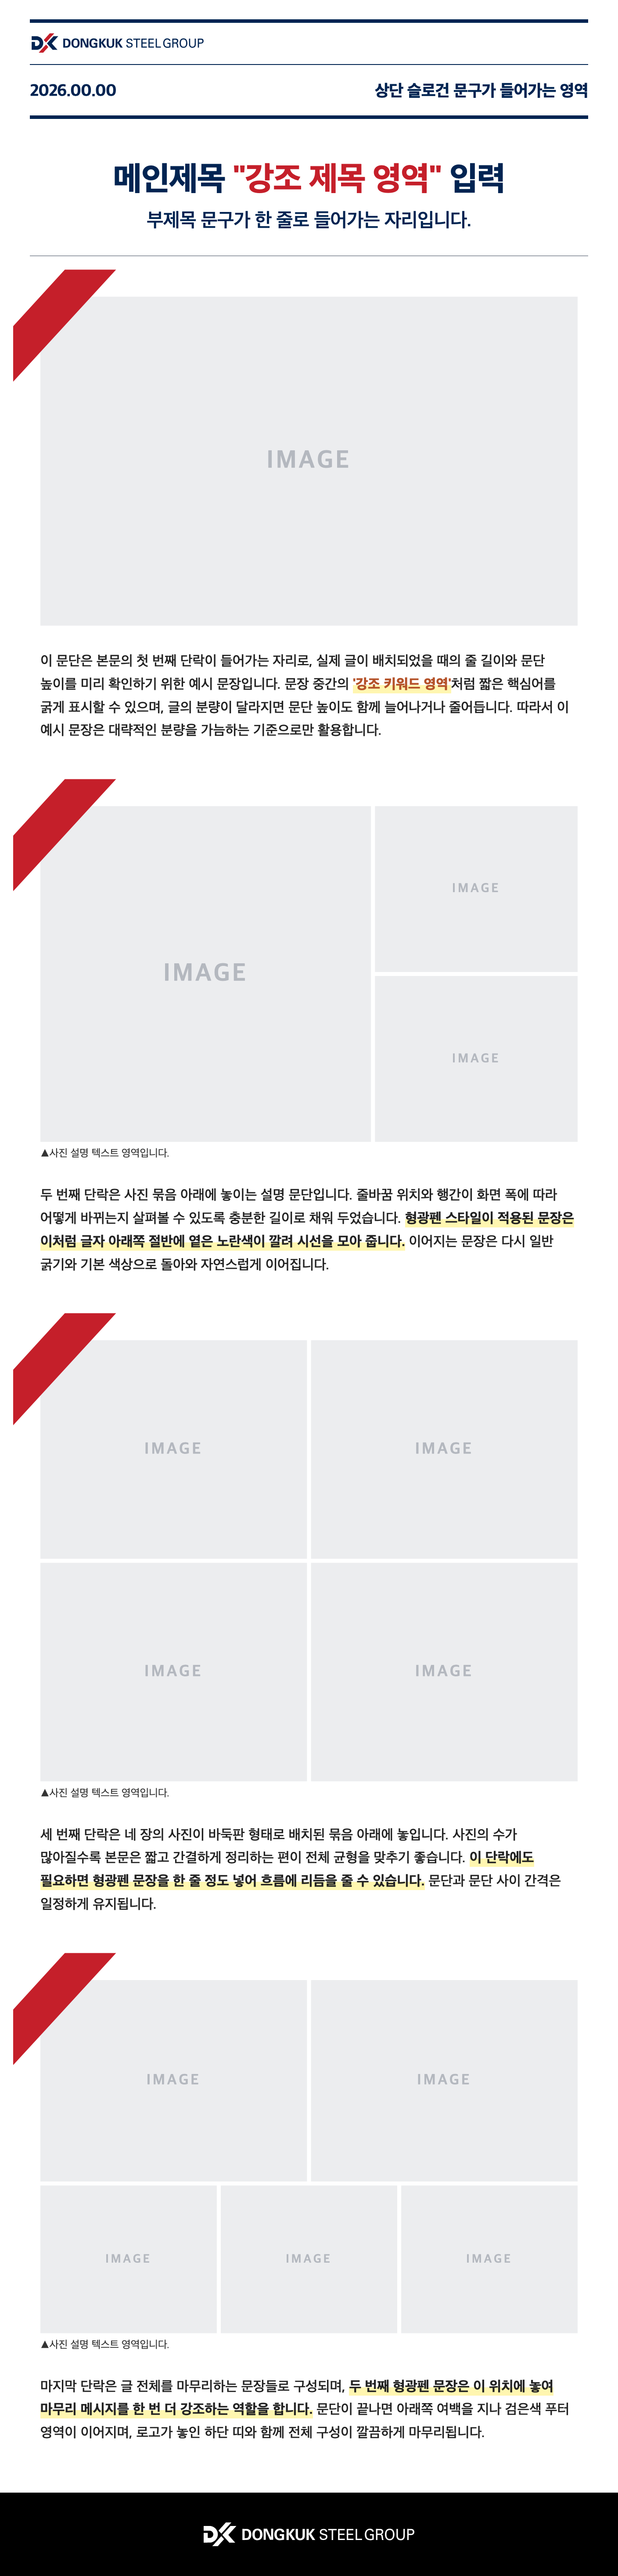 DONGKUK STEEL GROUP
2026.00.00
상단 슬로건 문구가 들어가는 영역
메인제목 "강조 제목 영역" 입력
부제목 문구가 한 줄로 들어가는 자리입니다.
IMAGE
이 문단은 본문의 첫 번째 단락이 들어가는 자리로, 실제 글이 배치되었을 때의 줄 길이와 문단
높이를 미리 확인하기 위한 예시 문장입니다. 문장 중간의 '강조 키워드 영역'처럼 짧은 핵심어를
굵게 표시할 수 있으며, 글의 분량이 달라지면 문단 높이도 함께 늘어나거나 줄어듭니다. 따라서 이
예시 문장은 대략적인 분량을 가늠하는 기준으로만 활용합니다.
IMAGE
IMAGE
IMAGE
▲사진 설명 텍스트 영역입니다.
두 번째 단락은 사진 묶음 아래에 놓이는 설명 문단입니다. 줄바꿈 위치와 행간이 화면 폭에 따라
어떻게 바뀌는지 살펴볼 수 있도록 충분한 길이로 채워 두었습니다. 형광펜 스타일이 적용된 문장은
이처럼 글자 아래쪽 절반에 옅은 노란색이 깔려 시선을 모아 줍니다. 이어지는 문장은 다시 일반
굵기와 기본 색상으로 돌아와 자연스럽게 이어집니다.
IMAGE
IMAGE
IMAGE
IMAGE
▲사진 설명 텍스트 영역입니다.
세 번째 단락은 네 장의 사진이 바둑판 형태로 배치된 묶음 아래에 놓입니다. 사진의 수가
많아질수록 본문은 짧고 간결하게 정리하는 편이 전체 균형을 맞추기 좋습니다. 이 단락에도
필요하면 형광펜 문장을 한 줄 정도 넣어 흐름에 리듬을 줄 수 있습니다. 문단과 문단 사이 간격은
일정하게 유지됩니다.
IMAGE
IMAGE
IMAGE
IMAGE
IMAGE
▲사진 설명 텍스트 영역입니다.
마지막 단락은 글 전체를 마무리하는 문장들로 구성되며, 두 번째 형광펜 문장은 이 위치에 놓여
마무리 메시지를 한 번 더 강조하는 역할을 합니다. 문단이 끝나면 아래쪽 여백을 지나 검은색 푸터
영역이 이어지며, 로고가 놓인 하단 띠와 함께 전체 구성이 깔끔하게 마무리됩니다.
DONGKUK STEEL GROUP